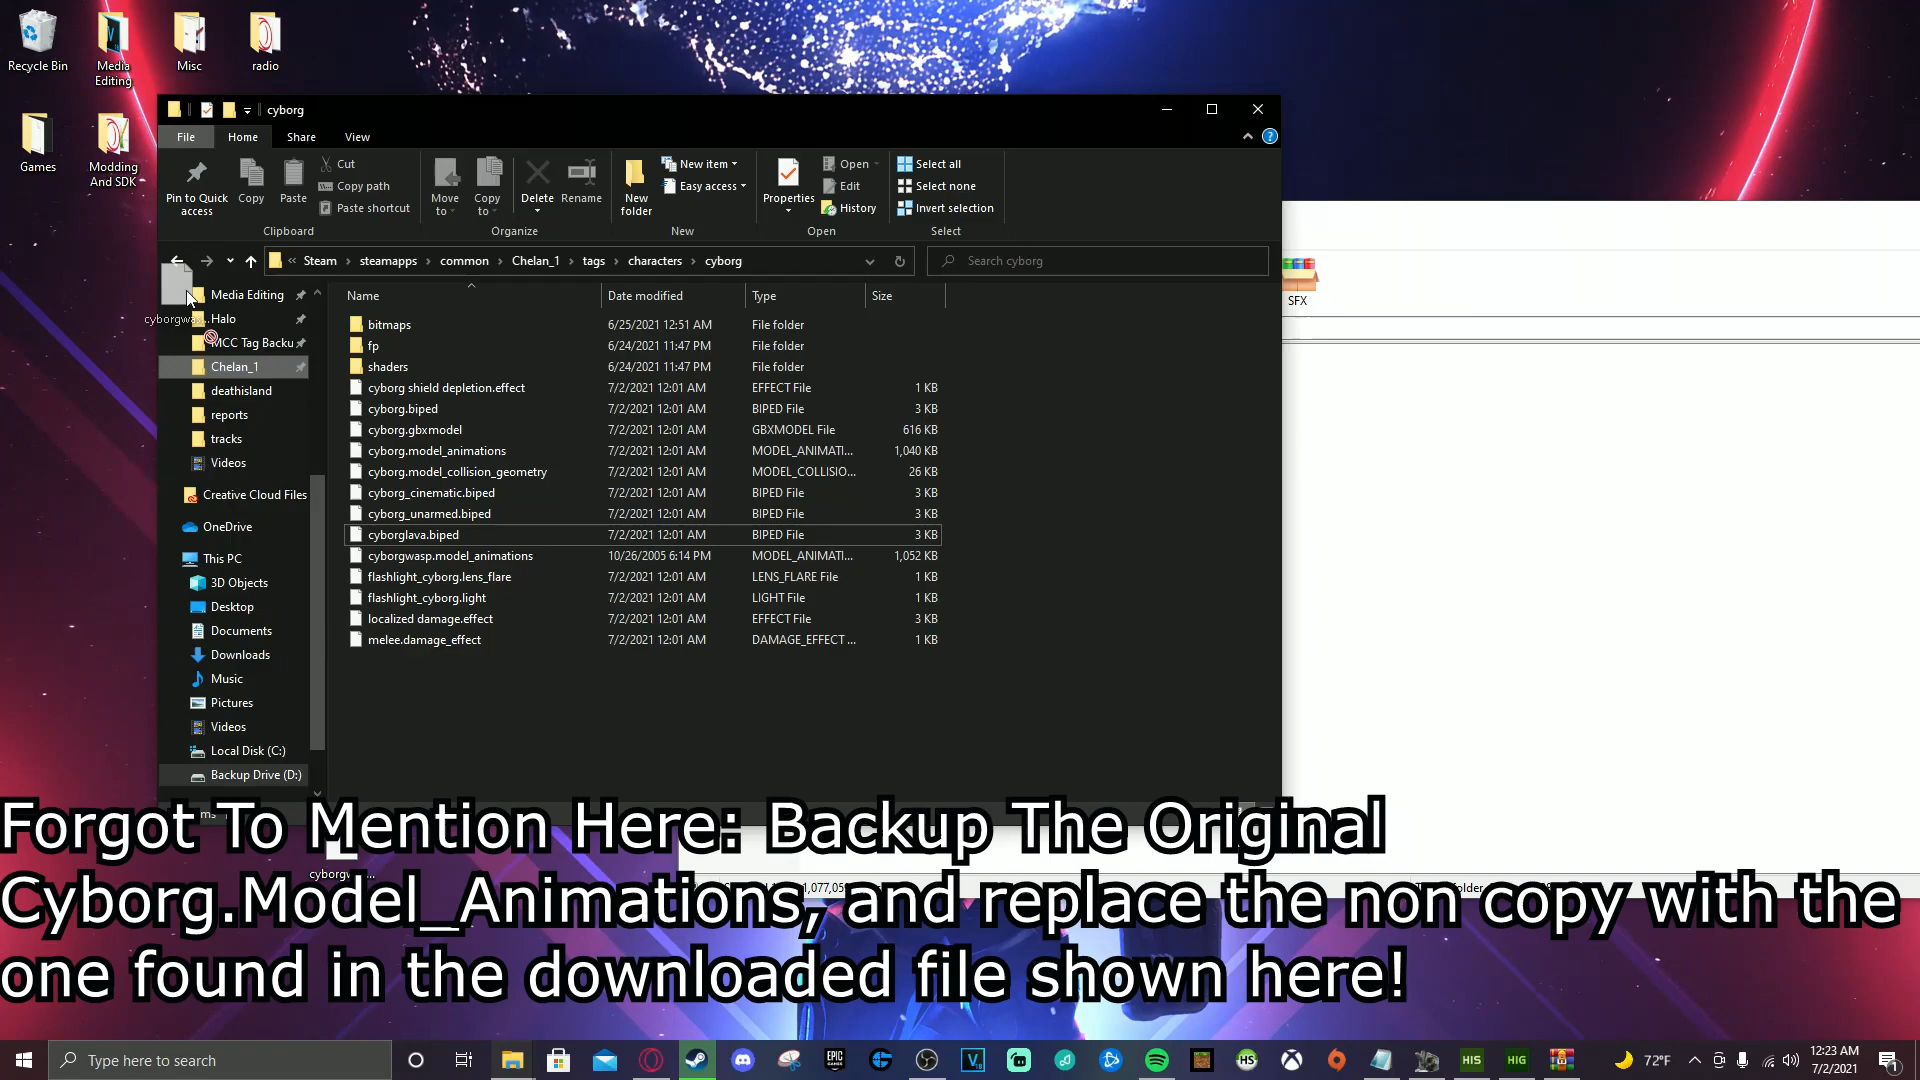 Recycle Bin
Media Editing
Misc
radio
Games
Modding And SDK
cyborg
File Home Share View
Pin to Quick access
Copy
Paste
Cut
Copy path
Paste shortcut
Clipboard
Move to
Copy to
Delete
Rename
Organize
New folder
New item
Easy access
New
Properties
Open
Edit
History
Open
Select all
Select none
Invert selection
Select
« Steam › steamapps › common › Chelan_1 › tags › characters › cyborg
Search cyborg
SFX
Media Editing
Halo
MCC Tag Backu
Chelan_1
deathisland
reports
tracks
Videos
Creative Cloud Files
OneDrive
This PC
3D Objects
Desktop
Documents
Downloads
Music
Pictures
Videos
Local Disk (C:)
Backup Drive (D:)
Name Date modified Type Size
bitmaps 6/25/2021 12:51 AM File folder
fp 6/24/2021 11:47 PM File folder
shaders 6/24/2021 11:47 PM File folder
cyborg shield depletion.effect 7/2/2021 12:01 AM EFFECT File 1 KB
cyborg.biped 7/2/2021 12:01 AM BIPED File 3 KB
cyborg.gbxmodel 7/2/2021 12:01 AM GBXMODEL File 616 KB
cyborg.model_animations 7/2/2021 12:01 AM MODEL_ANIMATI... 1,040 KB
cyborg.model_collision_geometry 7/2/2021 12:01 AM MODEL_COLLISIO... 26 KB
cyborg_cinematic.biped 7/2/2021 12:01 AM BIPED File 3 KB
cyborg_unarmed.biped 7/2/2021 12:01 AM BIPED File 3 KB
cyborglava.biped 7/2/2021 12:01 AM BIPED File 3 KB
cyborgwasp.model_animations 10/26/2005 6:14 PM MODEL_ANIMATI... 1,052 KB
flashlight_cyborg.lens_flare 7/2/2021 12:01 AM LENS_FLARE File 1 KB
flashlight_cyborg.light 7/2/2021 12:01 AM LIGHT File 1 KB
localized damage.effect 7/2/2021 12:01 AM EFFECT File 3 KB
melee.damage_effect 7/2/2021 12:01 AM DAMAGE_EFFECT ... 1 KB
Forgot To Mention Here: Backup The Original
Cyborg.Model_Animations, and replace the non copy with the
one found in the downloaded file shown here!
Type here to search
EPIC GAMES
HS
HIS
HIG
72°F
12:23 AM
7/2/2021